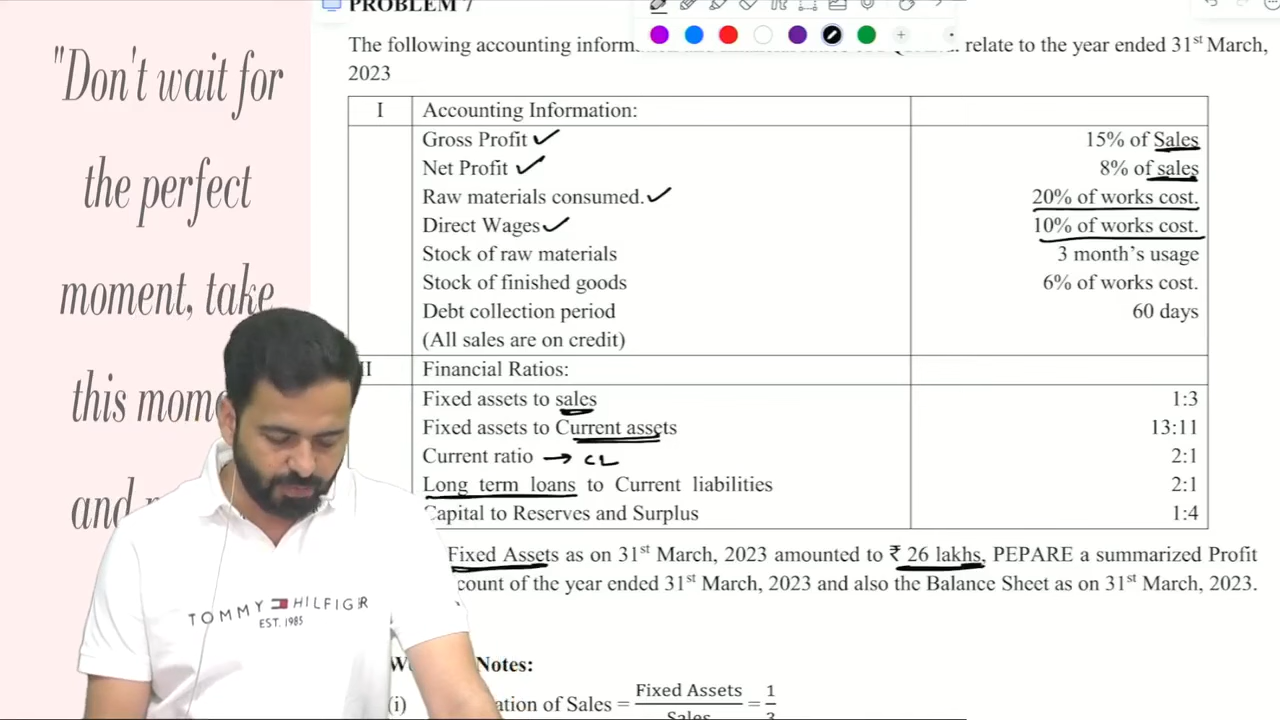 PROBLEM 7
"Don't wait for
the perfect
moment, take
this
and
The following accounting relate to the year ended 31st March,
2023
I Accounting Information:
Gross Profit ✓ 15% of Sales
Net Profit ✓ 8% of sales
Raw materials consumed. ✓ 20% of works cost.
Direct Wages ✓ 10% of works cost.
Stock of raw materials 3 month's usage
Stock of finished goods 6% of works cost.
Debt collection period 60 days
(All sales are on credit)
Financial Ratios:
Fixed assets to sales 1:3
Fixed assets to Current assets 13:11
Current ratio → CL 2:1
Long term loans to Current liabilities 2:1
Capital to Reserves and Surplus 1:4
Fixed Assets as on 31st March, 2023 amounted to ₹ 26 lakhs, PEPARE a summarized Profit
of the year ended 31st March, 2023 and also the Balance Sheet as on 31st March, 2023.
TOMMY HILFIGER
EST. 1985
Notes:
(i) of Sales = Fixed Assets / Sales = 1/3